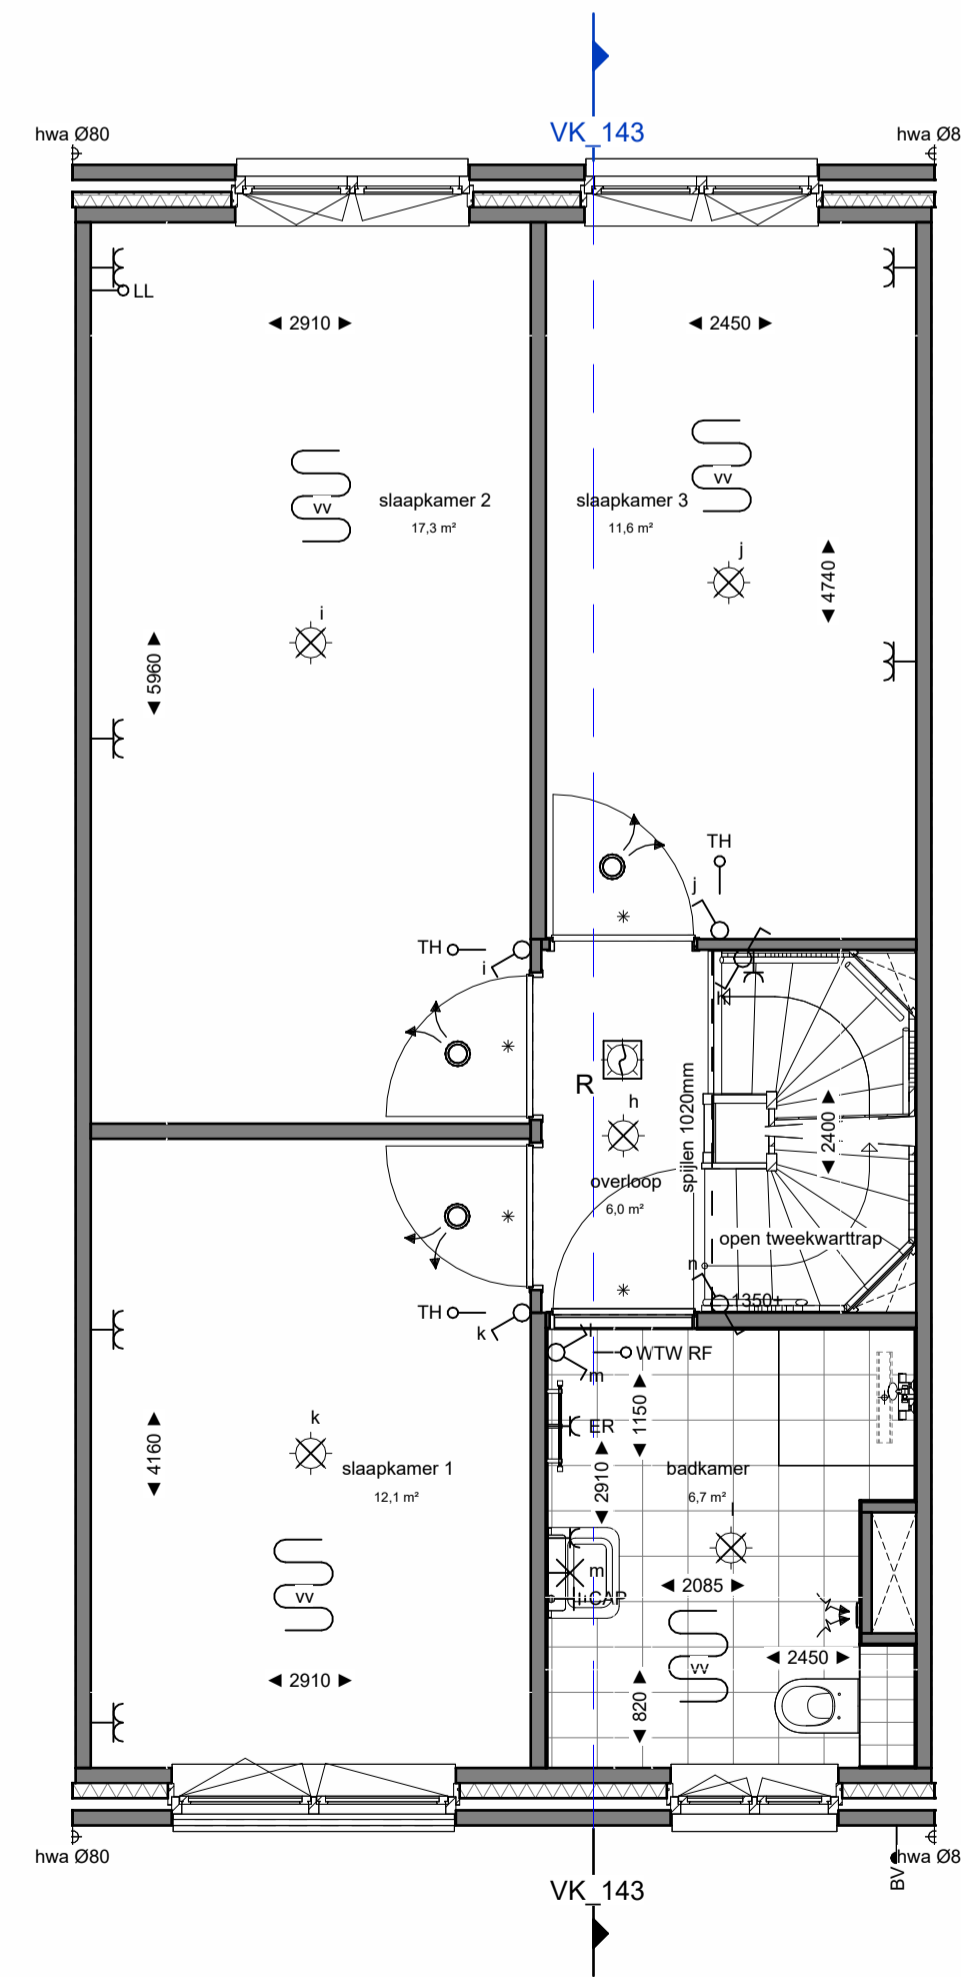 VK_143
hwa Ø80
hwa Ø8
LL
2910
2450
vv
vv
slaapkamer 2
17,3 m²
slaapkamer 3
11,6 m²
j
4740
i
5960
TH
j
TH
i
h
R
h
spijlen 1020mm
2400
overloop
6,0 m²
open tweekwarttrap
n
1350+
TH
k
l
m
WTW RF
ER
1150
k
4160
slaapkamer 1
12,1 m²
2910
badkamer
6,7 m²
l
m
2085
CAP
vv
2450
vv
2910
820
hwa Ø80
hwa Ø8
BV
VK_143